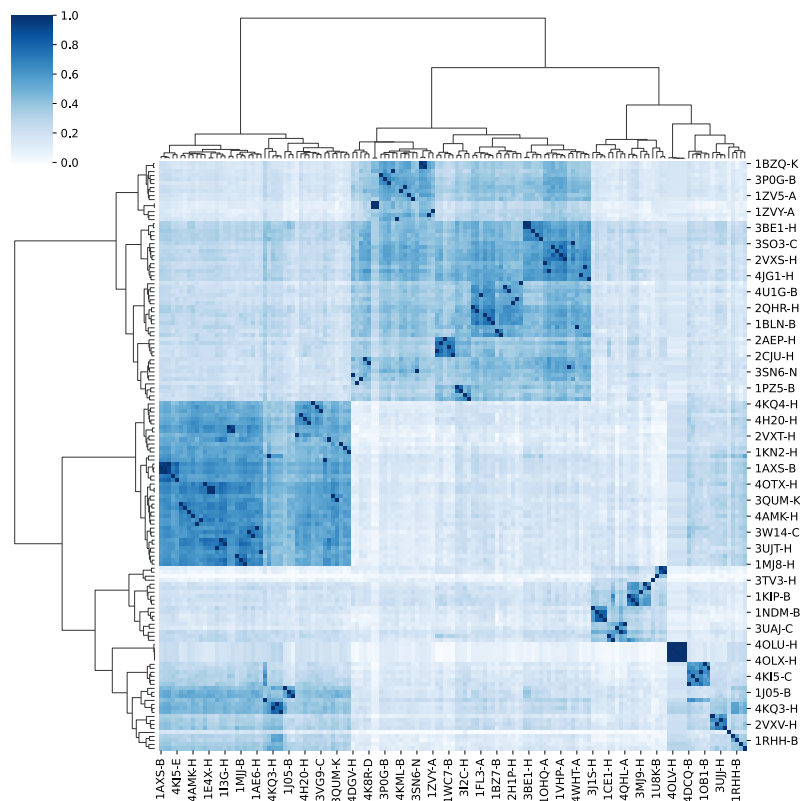 1.0
0.8
0.6
0.4
0.2
0.0
1BZQ-K
3P0G-B
1ZV5-A
1ZVY-A
3BE1-H
3SO3-C
2VXS-H
4JG1-H
4U1G-B
2QHR-H
1BLN-B
2AEP-H
2CJU-H
3SN6-N
1PZ5-B
4KQ4-H
4H20-H
2VXT-H
1KN2-H
1AXS-B
4OTX-H
3QUM-K
4AMK-H
3W14-C
3UJT-H
1MJ8-H
3TV3-H
1KIP-B
1NDM-B
3UAJ-C
4OLU-H
4OLX-H
4KI5-C
1J05-H
4KQ3-H
2VXV-H
1RHH-B
1AXS-B
4KJ5-E
4AMK-H
1E4X-H
1I3G-H
1MJJ-B
1AE6-H
4KQ3-H
1J05-B
4H20-H
3VG9-C
3QUM-K
4DGV-H
4K8R-D
3P0G-B
4KML-B
3SN6-N
1ZVY-A
1WC7-B
3I2C-H
1FL3-A
1BZ7-B
2H1P-H
3BE1-H
1OHQ-A
1VHP-A
4WHT-A
3J1S-H
1CE1-H
4QHL-A
3MJ9-H
1U8K-B
4OLV-H
4DCQ-B
1OB1-B
3UJJ-H
1RHH-B